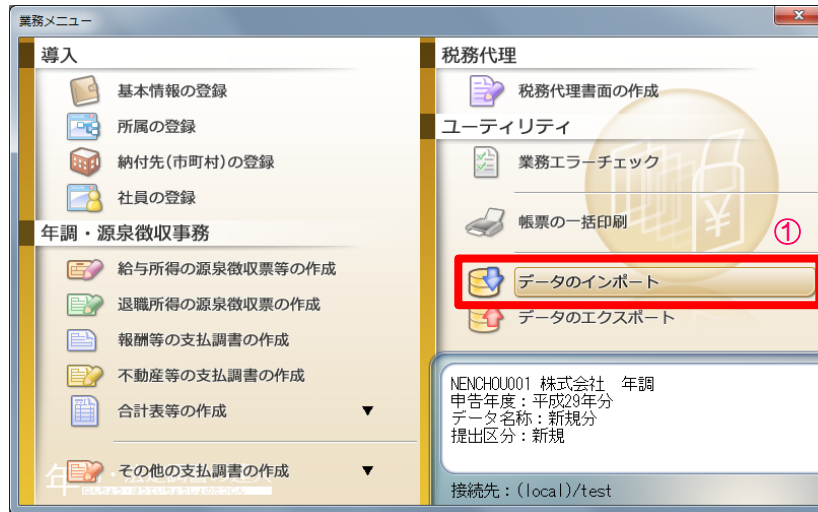 業務メニュー
導入
基本情報の登録
所属の登録
納付先(市町村)の登録
社員の登録
年調・源泉徴収事務
給与所得の源泉徴収票等の作成
退職所得の源泉徴収票の作成
報酬等の支払調書の作成
不動産等の支払調書の作成
合計表等の作成 ▼
その他の支払調書の作成 ▼
税務代理
税務代理書面の作成
ユーティリティ
業務エラーチェック
帳票の一括印刷
①
データのインポート
データのエクスポート
NENCHOU001 株式会社 年調
申告年度：平成29年分
データ名称：新規分
提出区分：新規
接続先：(local)/test